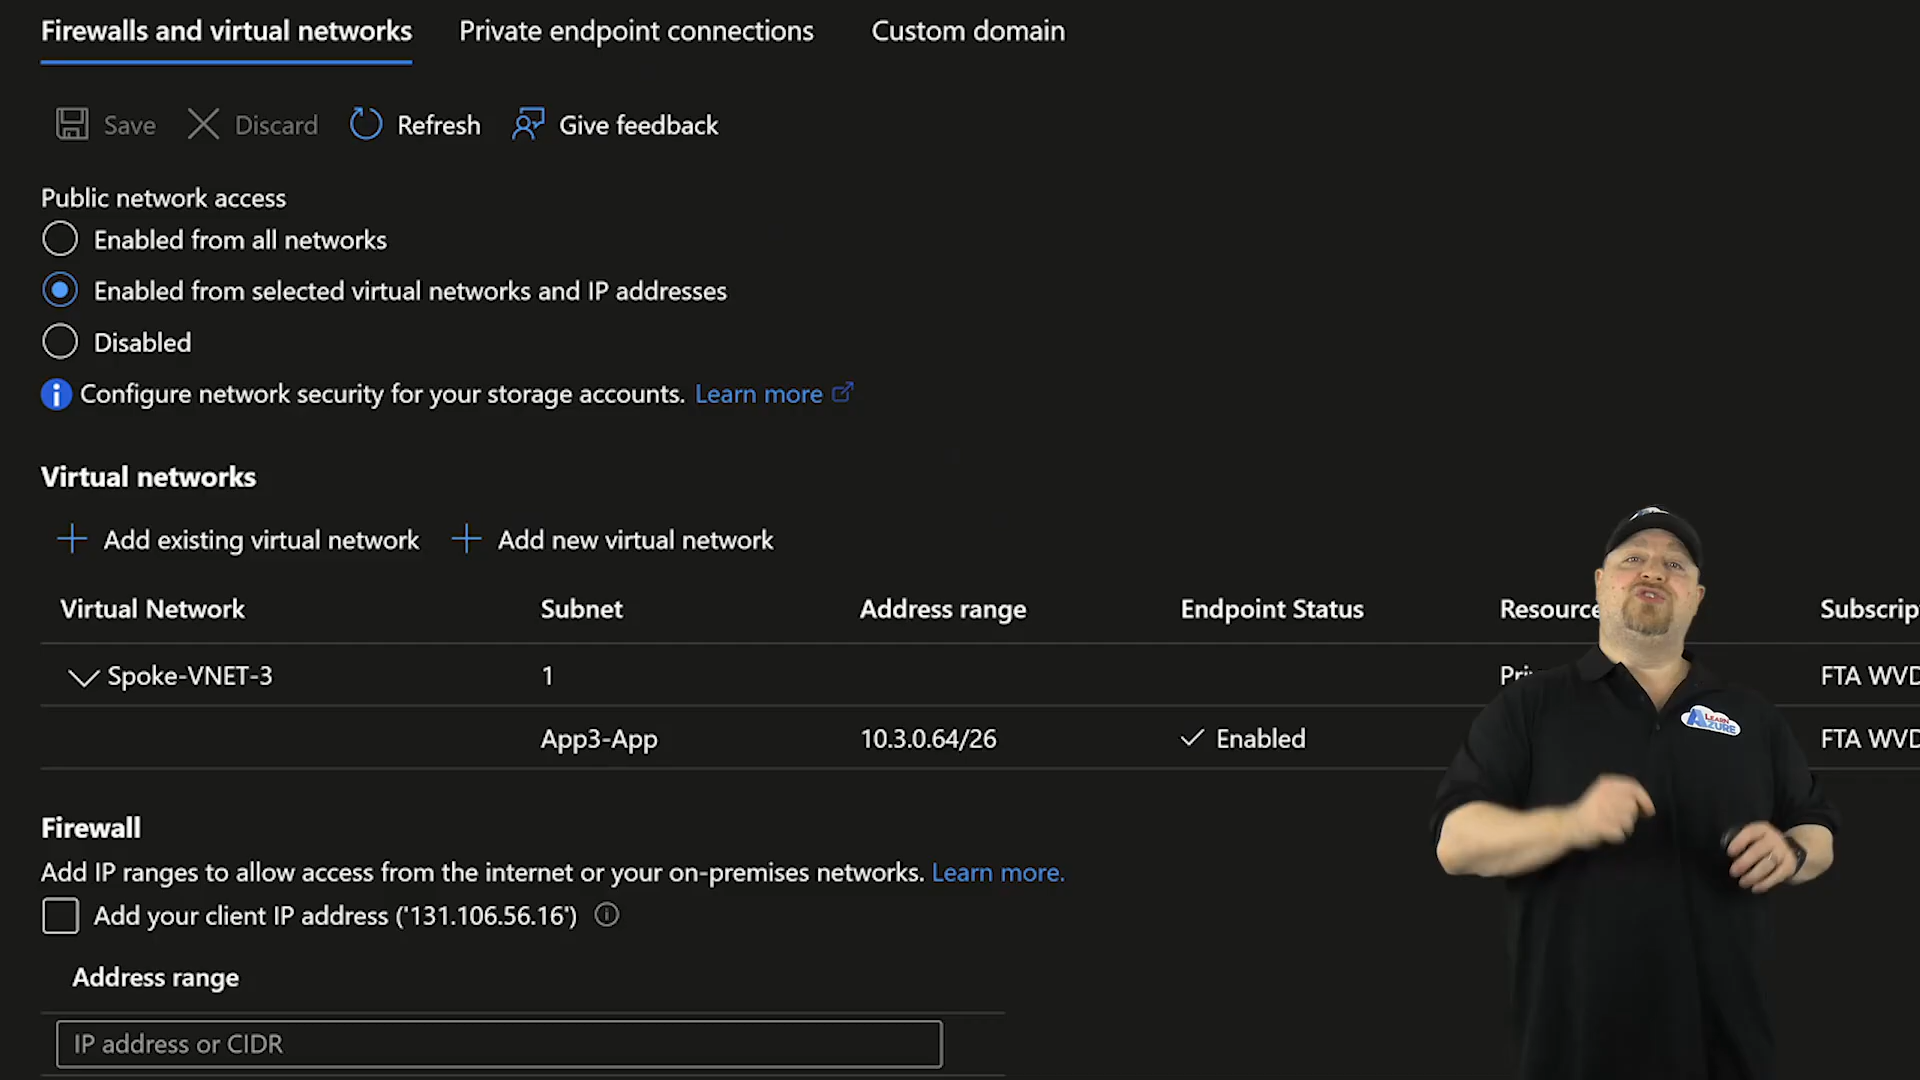 Firewalls and virtual networks Private endpoint connections Custom domain
Save Discard Refresh Give feedback
Public network access
Enabled from all networks
Enabled from selected virtual networks and IP addresses
Disabled
Configure network security for your storage accounts. Learn more
Virtual networks
Add existing virtual network Add new virtual network
Virtual Network Subnet Address range Endpoint Status Resource Subscrip
Spoke-VNET-3 1 Pri FTA WVD
App3-App 10.3.0.64/26 Enabled FTA WVD
LEARN
AZURE
Firewall
Add IP ranges to allow access from the internet or your on-premises networks. Learn more.
Add your client IP address ('131.106.56.16')
Address range
IP address or CIDR